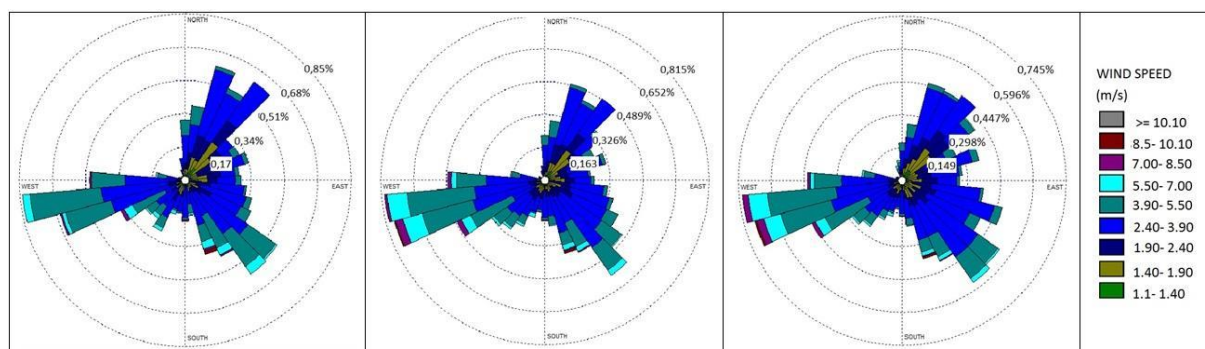 NORTH
0,85%
0,68%
0,51%
0,34%
0,17
WEST
EAST
SOUTH
NORTH
0,815%
0,652%
0,489%
0,326%
0,163
WEST
EAST
SOUTH
NORTH
0,745%
0,596%
0,447%
0,298%
0,149
WEST
EAST
SOUTH
WIND SPEED
(m/s)
>= 10.10
8.5- 10.10
7.00- 8.50
5.50- 7.00
3.90- 5.50
2.40- 3.90
1.90- 2.40
1.40- 1.90
1.1- 1.40